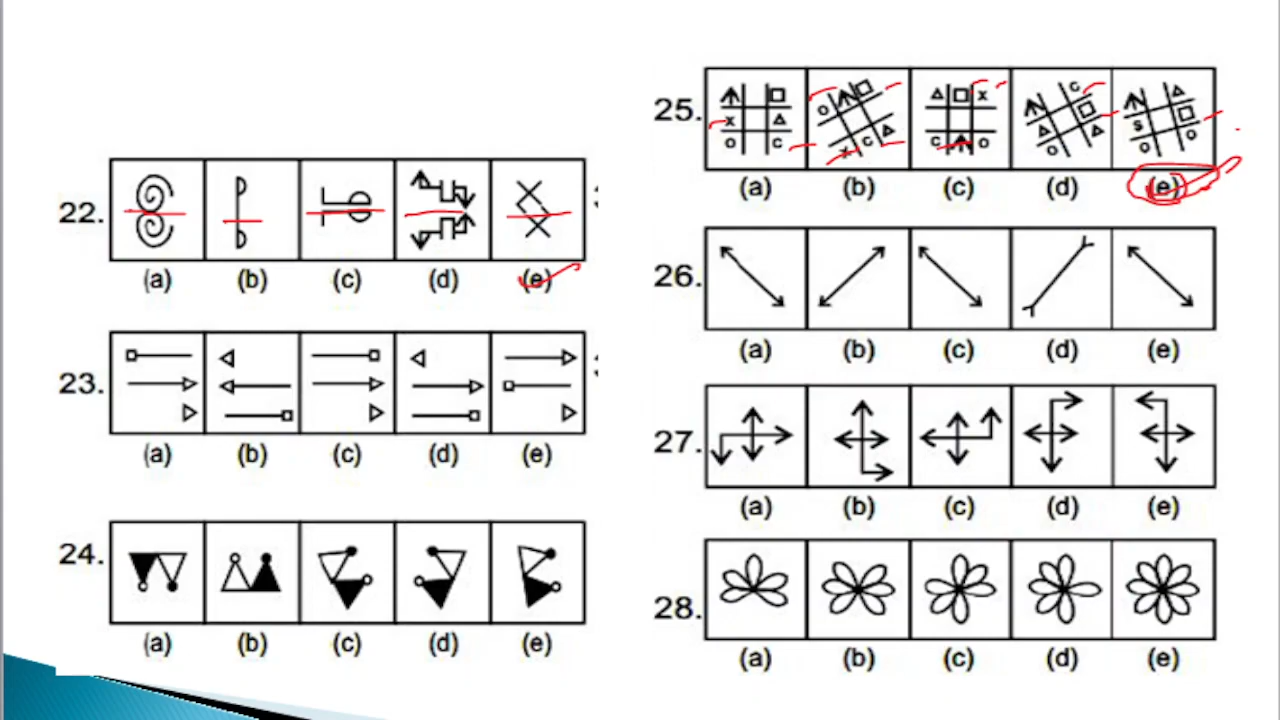 22.
(a) (b) (c) (d) (e)
23.
(a) (b) (c) (d) (e)
24.
(a) (b) (c) (d) (e)
25.
x o c
(a)
o x c
(b)
x c o
(c)
c o
(d)
s o
(e)
26.
(a) (b) (c) (d) (e)
27.
(a) (b) (c) (d) (e)
28.
(a) (b) (c) (d) (e)